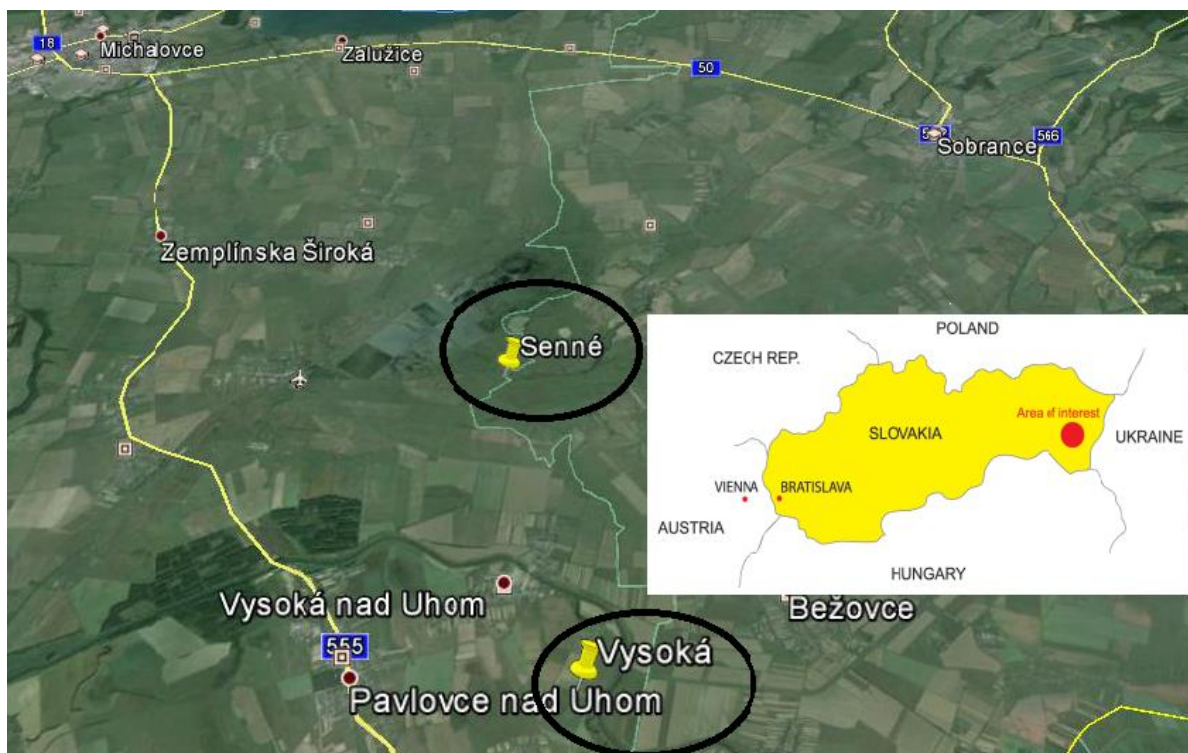 18
Michalovce
Zalužice
50
Sobrance
566
Zemplínska Široká
Senné
POLAND
CZECH REP.
Area of interest
SLOVAKIA
UKRAINE
VIENNA
BRATISLAVA
AUSTRIA
HUNGARY
Vysoká nad Uhom
Bežovce
555
Vysoká
Pavlovce nad Uhom